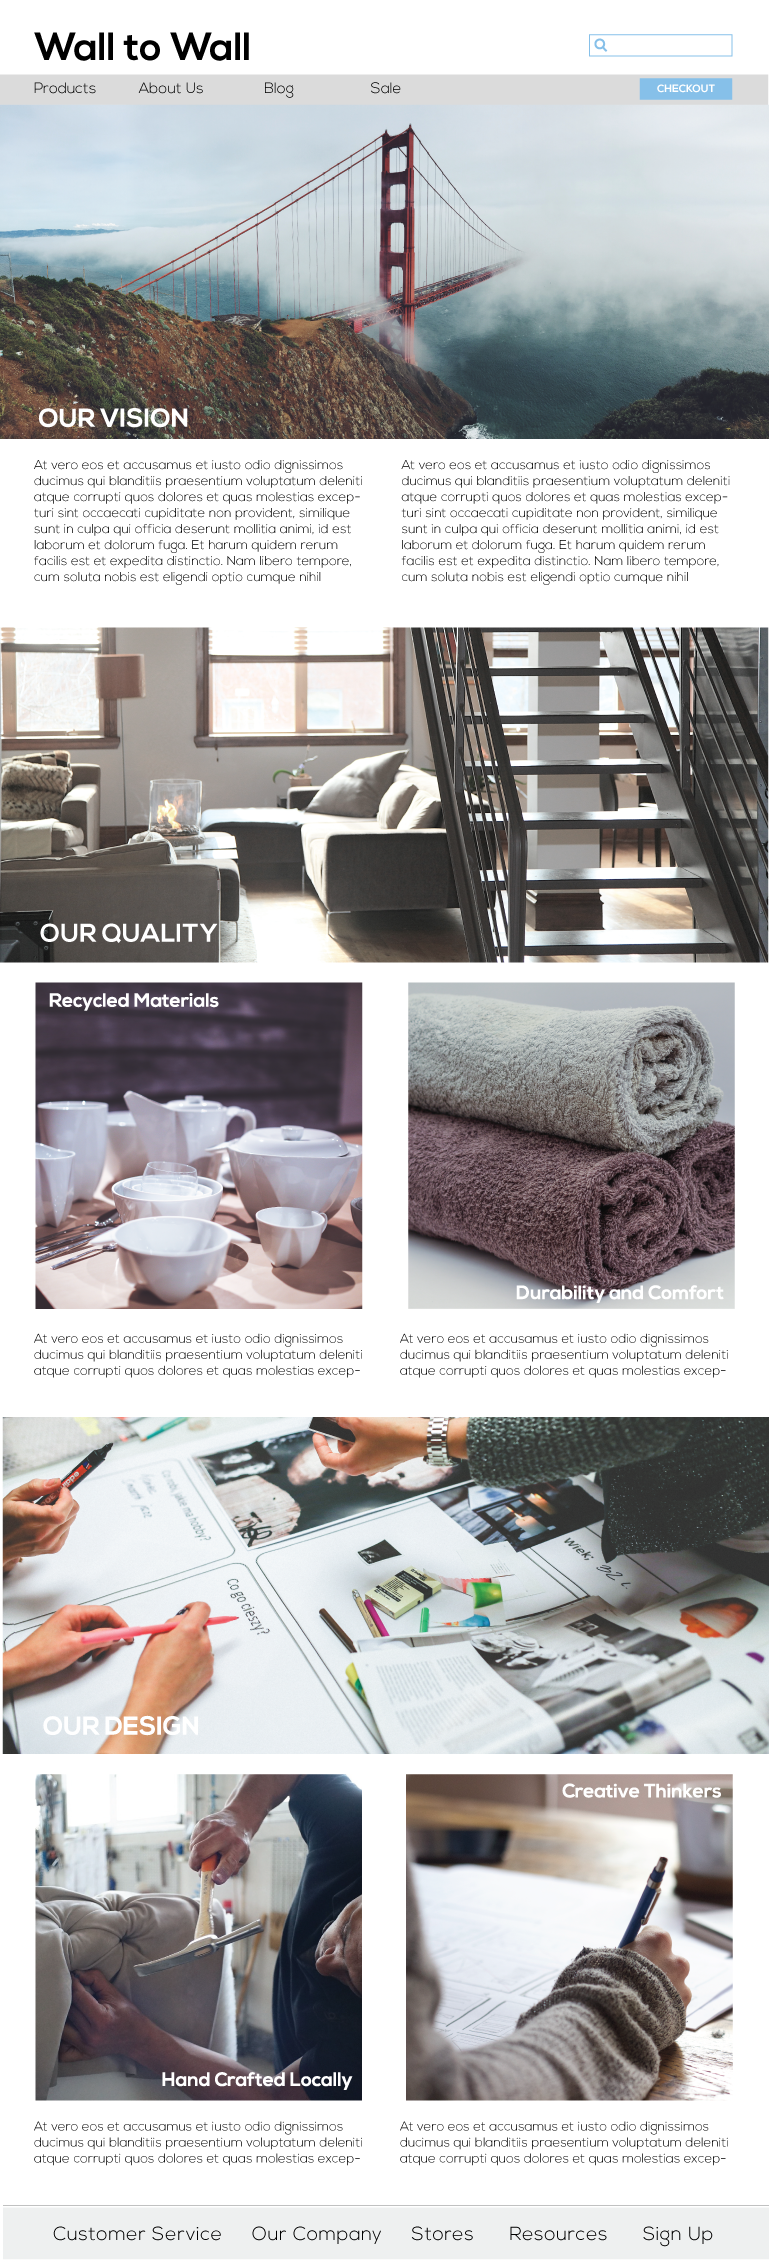 Wall to Wall
Products About Us Blog Sale CHECKOUT
OUR VISION
At vero eos et accusamus et iusto odio dignissimos
ducimus qui blanditiis praesentium voluptatum deleniti
atque corrupti quos dolores et quas molestias excep-
turi sint occaecati cupiditate non provident, similique
sunt in culpa qui officia deserunt mollitia animi, id est
laborum et dolorum fuga. Et harum quidem rerum
facilis est et expedita distinctio. Nam libero tempore,
cum soluta nobis est eligendi optio cumque nihil
At vero eos et accusamus et iusto odio dignissimos
ducimus qui blanditiis praesentium voluptatum deleniti
atque corrupti quos dolores et quas molestias excep-
turi sint occaecati cupiditate non provident, similique
sunt in culpa qui officia deserunt mollitia animi, id est
laborum et dolorum fuga. Et harum quidem rerum
facilis est et expedita distinctio. Nam libero tempore,
cum soluta nobis est eligendi optio cumque nihil
OUR QUALITY
Recycled Materials
Durability and Comfort
At vero eos et accusamus et iusto odio dignissimos
ducimus qui blanditiis praesentium voluptatum deleniti
atque corrupti quos dolores et quas molestias excep-
At vero eos et accusamus et iusto odio dignissimos
ducimus qui blanditiis praesentium voluptatum deleniti
atque corrupti quos dolores et quas molestias excep-
Co go cieszy?
Wiek:
OUR DESIGN
Creative Thinkers
Hand Crafted Locally
At vero eos et accusamus et iusto odio dignissimos
ducimus qui blanditiis praesentium voluptatum deleniti
atque corrupti quos dolores et quas molestias excep-
At vero eos et accusamus et iusto odio dignissimos
ducimus qui blanditiis praesentium voluptatum deleniti
atque corrupti quos dolores et quas molestias excep-
Customer Service Our Company Stores Resources Sign Up